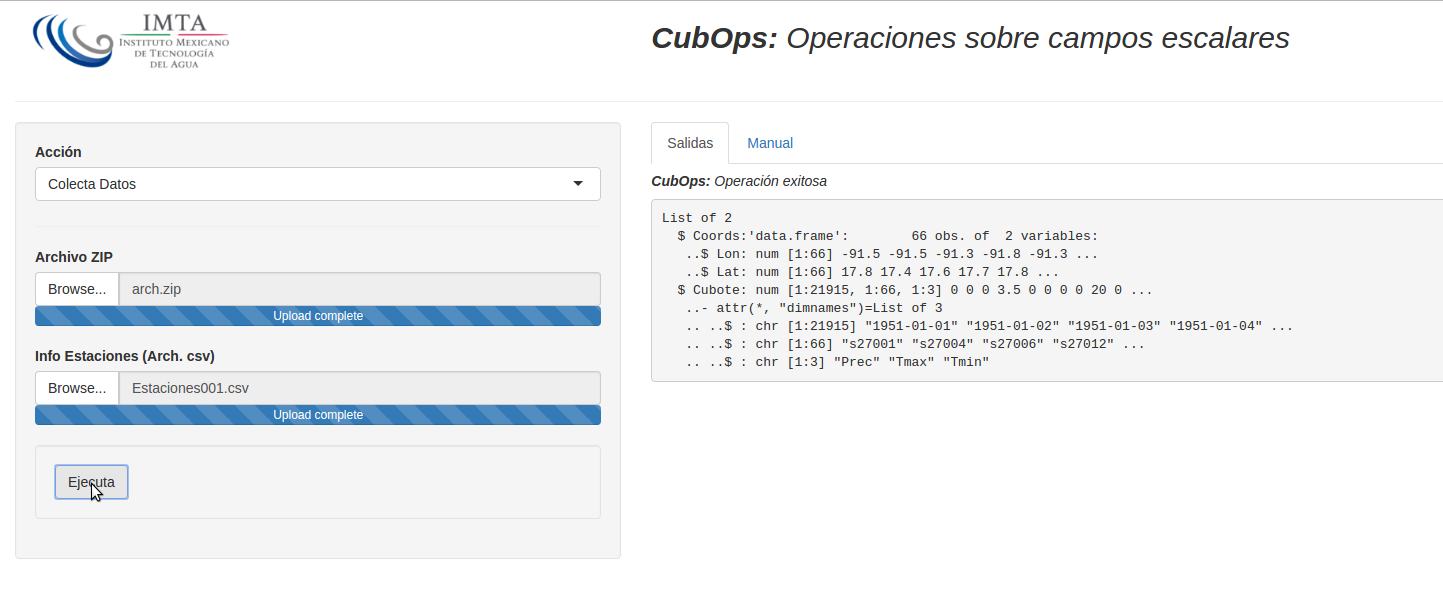 IMTA
INSTITUTO MEXICANO
DE TECNOLOGÍA
DEL AGUA
CubOps: Operaciones sobre campos escalares
Acción
Colecta Datos
Archivo ZIP
Browse... arch.zip
Upload complete
Info Estaciones (Arch. csv)
Browse... Estaciones001.csv
Upload complete
Ejecuta
Salidas Manual
CubOps: Operación exitosa
List of 2
  $ Coords:'data.frame':        66 obs. of  2 variables:
   ..$ Lon: num [1:66] -91.5 -91.5 -91.3 -91.8 -91.3 ...
   ..$ Lat: num [1:66] 17.8 17.4 17.6 17.7 17.8 ...
  $ Cubote: num [1:21915, 1:66, 1:3] 0 0 0 3.5 0 0 0 0 20 0 ...
   ..- attr(*, "dimnames")=List of 3
   .. ..$ : chr [1:21915] "1951-01-01" "1951-01-02" "1951-01-03" "1951-01-04" ...
   .. ..$ : chr [1:66] "s27001" "s27004" "s27006" "s27012" ...
   .. ..$ : chr [1:3] "Prec" "Tmax" "Tmin"